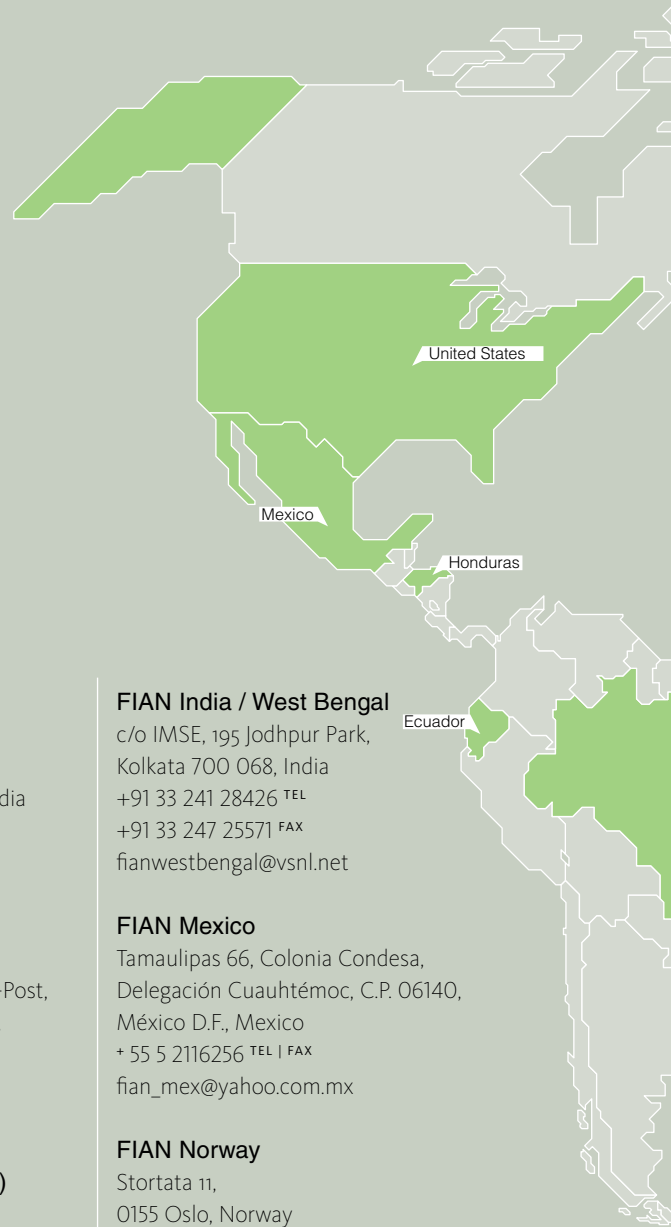 United States
Mexico
Honduras
Ecuador
dia
-Post,
)
FIAN India / West Bengal
c/o IMSE, 195 Jodhpur Park,
Kolkata 700 068, India
+91 33 241 28426 TEL
+91 33 247 25571 FAX
fianwestbengal@vsnl.net
FIAN Mexico
Tamaulipas 66, Colonia Condesa,
Delegación Cuauhtémoc, C.P. 06140,
México D.F., Mexico
+ 55 5 2116256 TEL | FAX
fian_mex@yahoo.com.mx
FIAN Norway
Stortata 11,
0155 Oslo, Norway